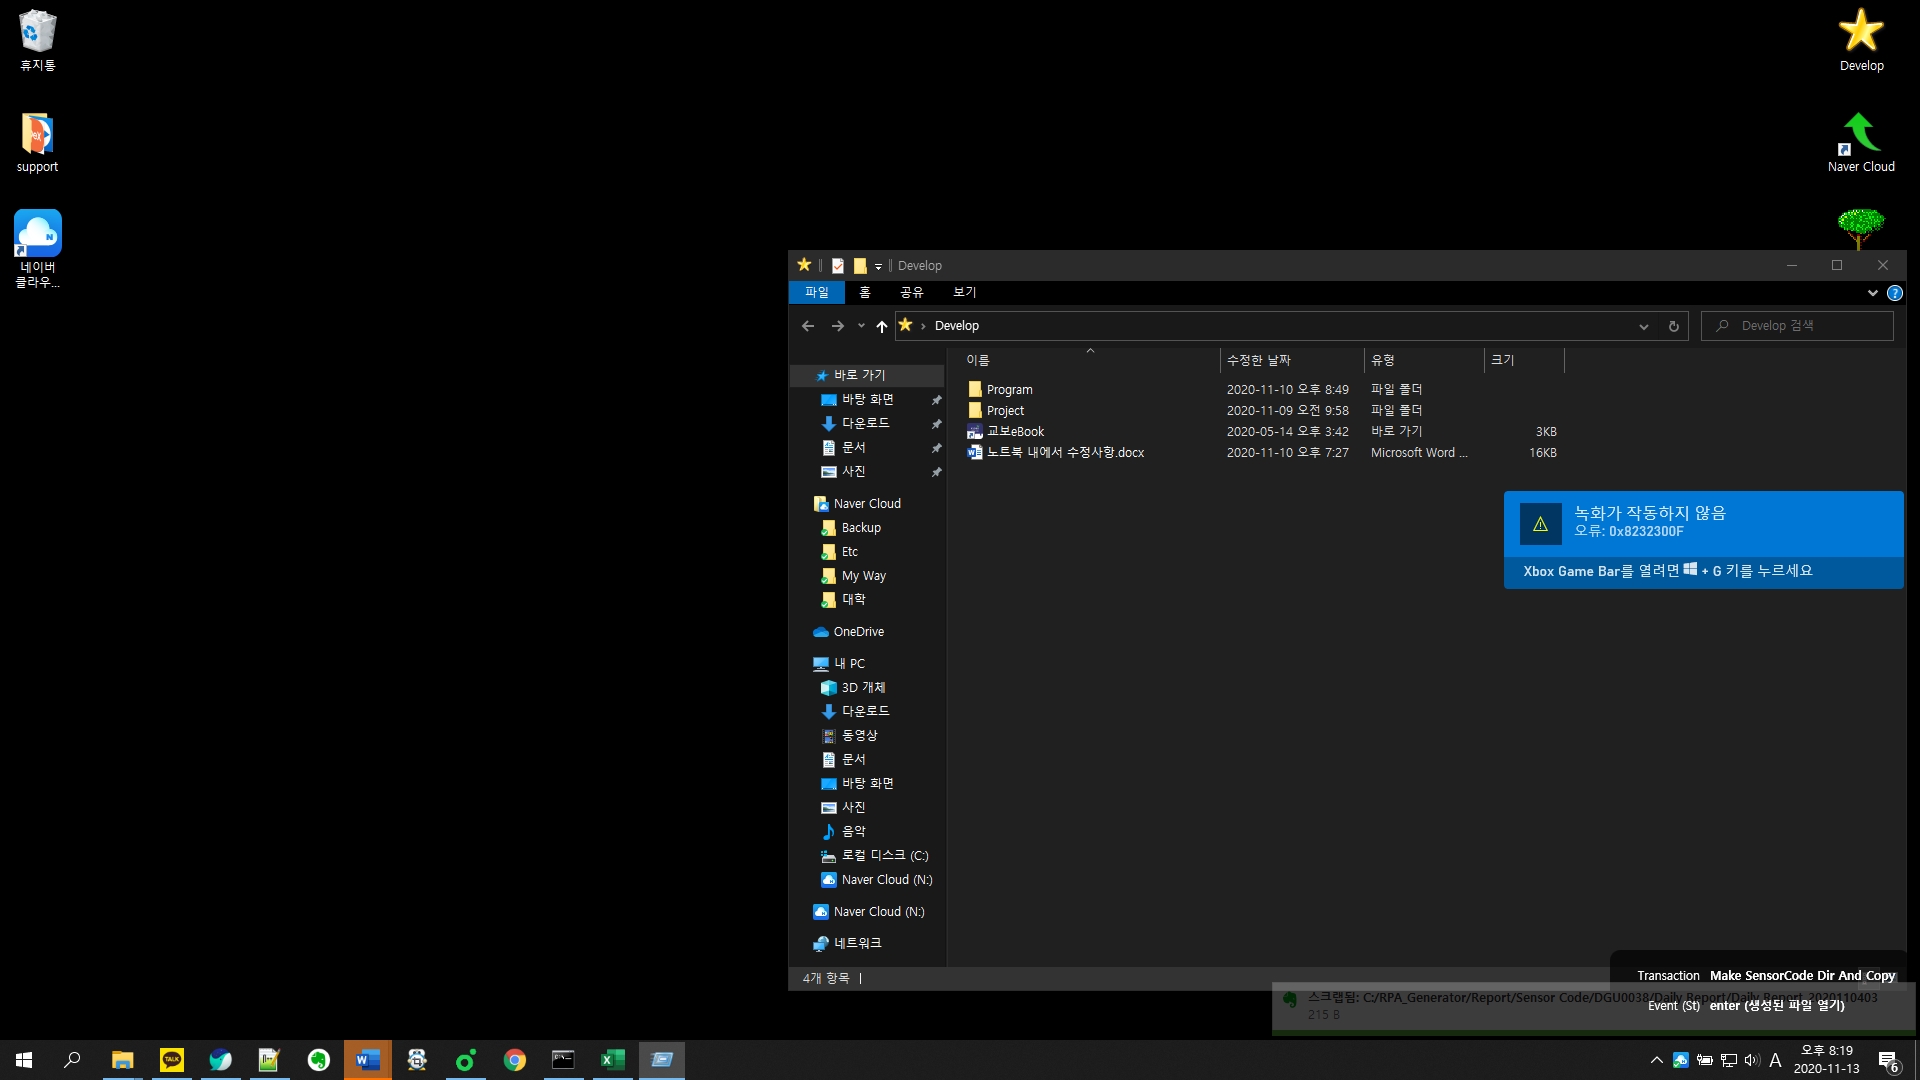 휴지통
support
네이버
클라우...
Develop
Naver Cloud
Develop
파일 홈 공유 보기
Develop
Develop 검색
이름 수정한 날짜 유형 크기
Program 2020-11-10 오후 8:49 파일 폴더
Project 2020-11-09 오전 9:58 파일 폴더
교보eBook 2020-05-14 오후 3:42 바로 가기 3KB
노트북 내에서 수정사항.docx 2020-11-10 오후 7:27 Microsoft Word ... 16KB
바로 가기
바탕 화면
다운로드
문서
사진
Naver Cloud
Backup
Etc
My Way
대학
OneDrive
내 PC
3D 개체
다운로드
동영상
문서
바탕 화면
사진
음악
로컬 디스크 (C:)
Naver Cloud (N:)
Naver Cloud (N:)
네트워크
4개 항목
녹화가 작동하지 않음
오류: 0x8232300F
Xbox Game Bar를 열려면 + G 키를 누르세요
Transaction Make SensorCode Dir And Copy
스크랩됨: C:/RPA_Generator/Report/Sensor Code/DGU0038/Daily Report/Daily Report_2020110403
Event (St) enter (생성된 파일 열기)
215 B
TALK
A
오후 8:19
2020-11-13
6